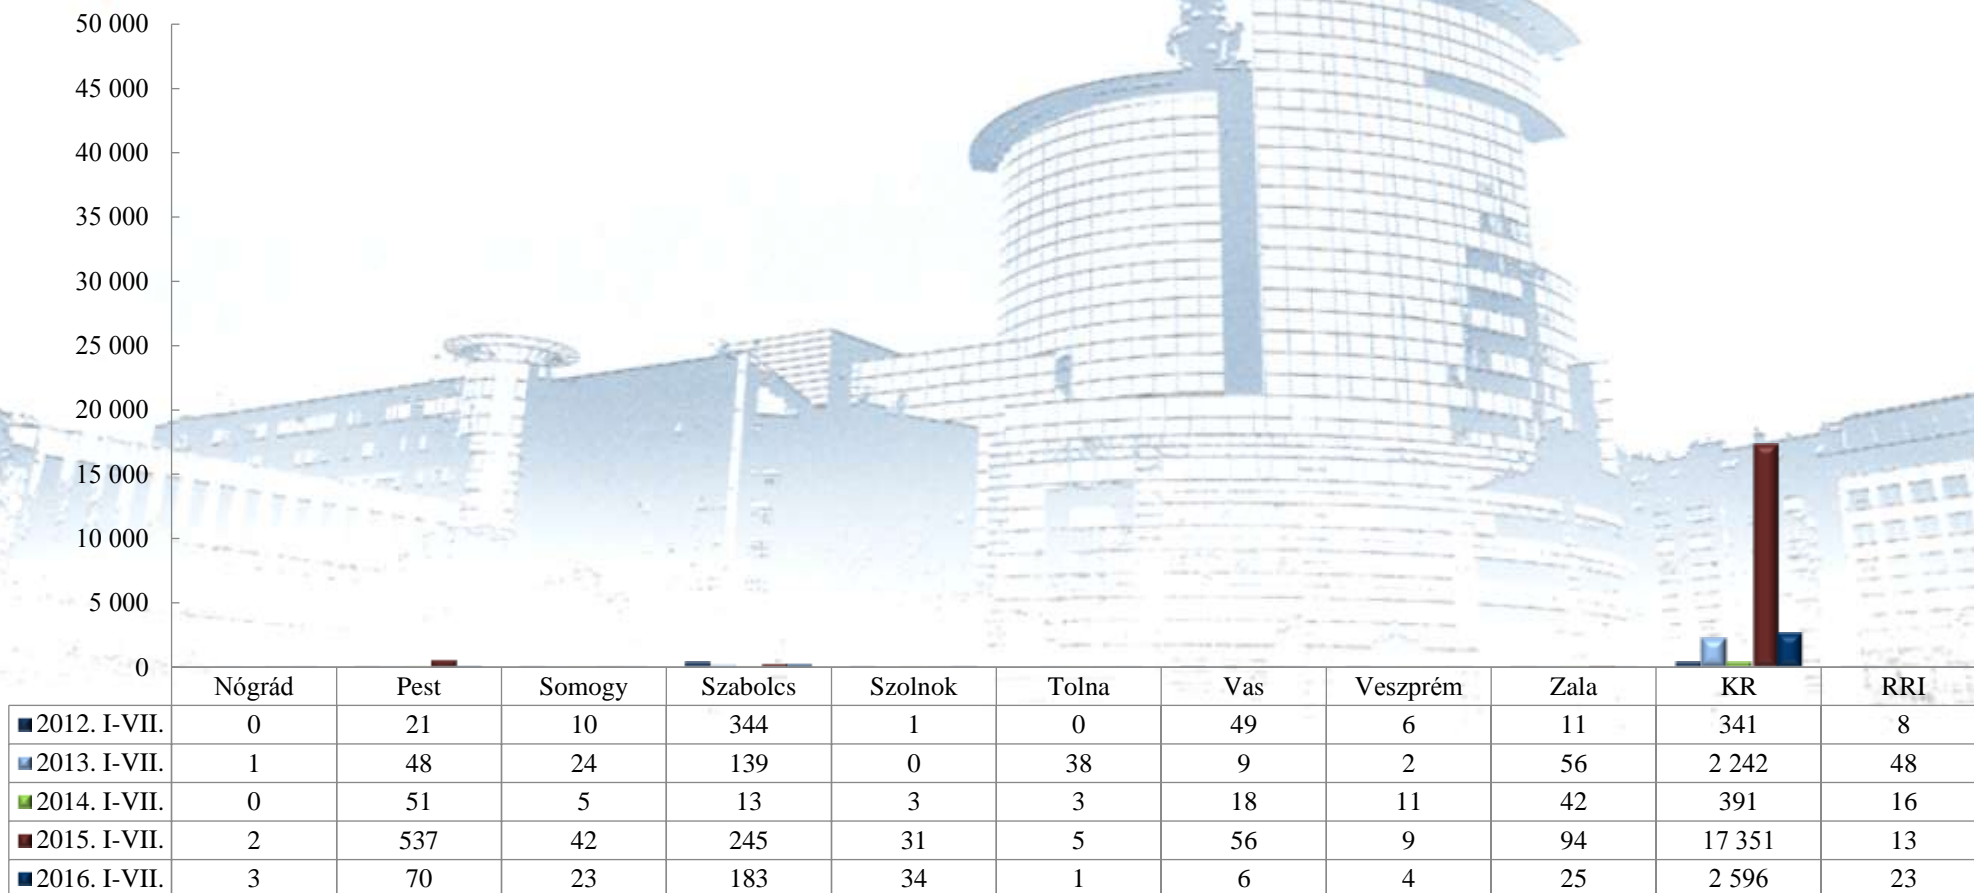 50 000
45 000
40 000
35 000
30 000
25 000
20 000
15 000
10 000
5 000
0
Nógrád Pest Somogy Szabolcs Szolnok Tolna Vas Veszprém Zala KR RRI
2012. I-VII. 0 21 10 344 1 0 49 6 11 341 8
2013. I-VII. 1 48 24 139 0 38 9 2 56 2 242 48
2014. I-VII. 0 51 5 13 3 3 18 11 42 391 16
2015. I-VII. 2 537 42 245 31 5 56 9 94 17 351 13
2016. I-VII. 3 70 23 183 34 1 6 4 25 2 596 23